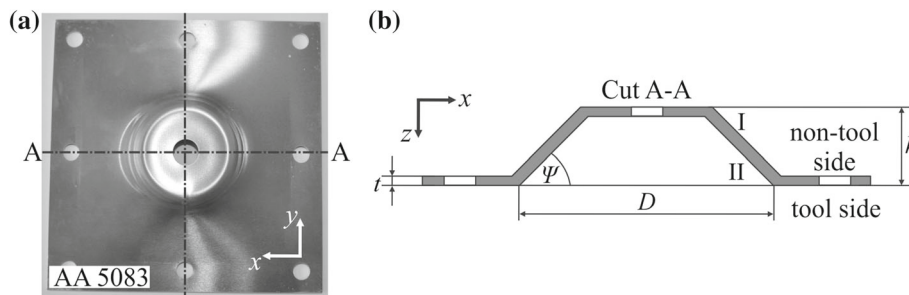 (a)
A
A
y
x
AA 5083
(b)
x
z
Cut A-A
I
non-tool
side
h
t
Ψ
II
D
tool side